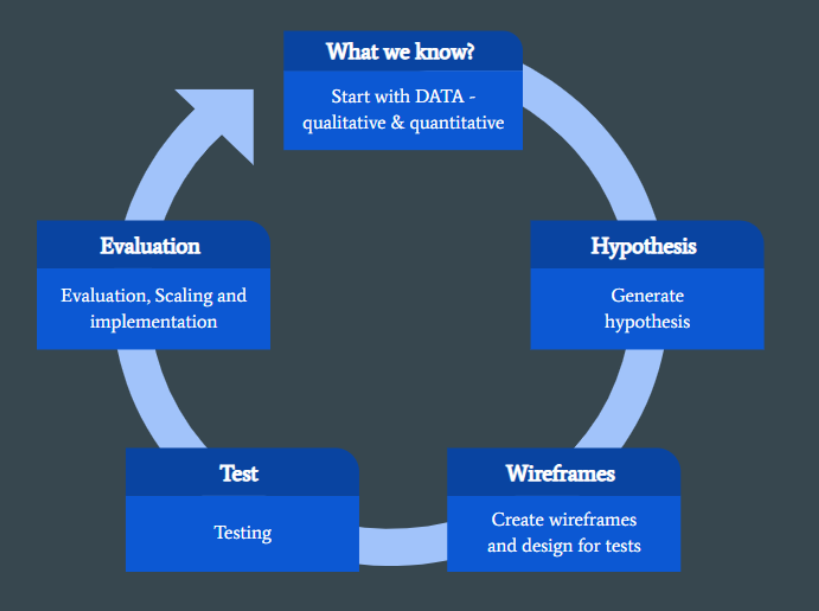 What we know?
Start with DATA -
qualitative & quantitative
Hypothesis
Generate
hypothesis
Wireframes
Create wireframes
and design for tests
Test
Testing
Evaluation
Evaluation, Scaling and
implementation